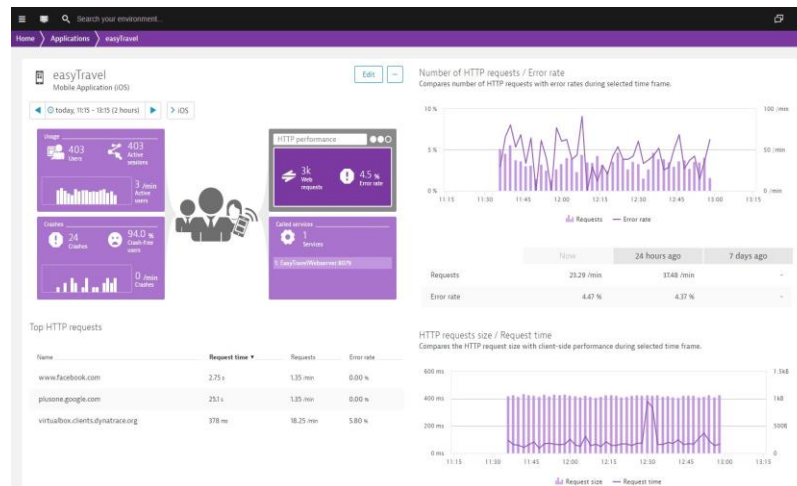 Search your environment...
Home
Applications
easyTravel
easyTravel
Mobile Application (iOS)
Edit
today, 11:15 - 13:15 (2 hours)
iOS
Usage
403
Users
403
Active sessions
3 /min
Active users
Crashes
24
Crashes
94.0 %
Crash-free users
0 /min
Crashes
HTTP performance
3k
Web requests
4.5 %
Error rate
Called services
1
Services
1. EasyTravelWebserver:8079
Top HTTP requests
Name Request time ▼ Requests Error rate
www.facebook.com 2.75 s 1.35 /min 0.00 %
plusone.google.com 1.35 /min 0.00 %
virtualbox.clients.dynatrace.org 378 ms 18.25 /min 5.80 %
Number of HTTP requests / Error rate
Compares number of HTTP requests with error rates during selected time frame.
10 % 100 /min
5 % 50 /min
0 % 0 /min
11:15 11:30 11:45 12:00 12:15 12:30 12:45 13:00 13:15
Requests Error rate
Now 24 hours ago 7 days ago
Requests 23.29 /min 37.48 /min -
Error rate 4.47 % 4.37 % -
HTTP requests size / Request time
Compares the HTTP request size with client-side performance during selected time frame.
600 ms 1.5kB
400 ms 1kB
200 ms 500B
0 ms 0
11:15 11:30 11:45 12:00 12:15 12:30 12:45 13:00 13:15
Request size Request time